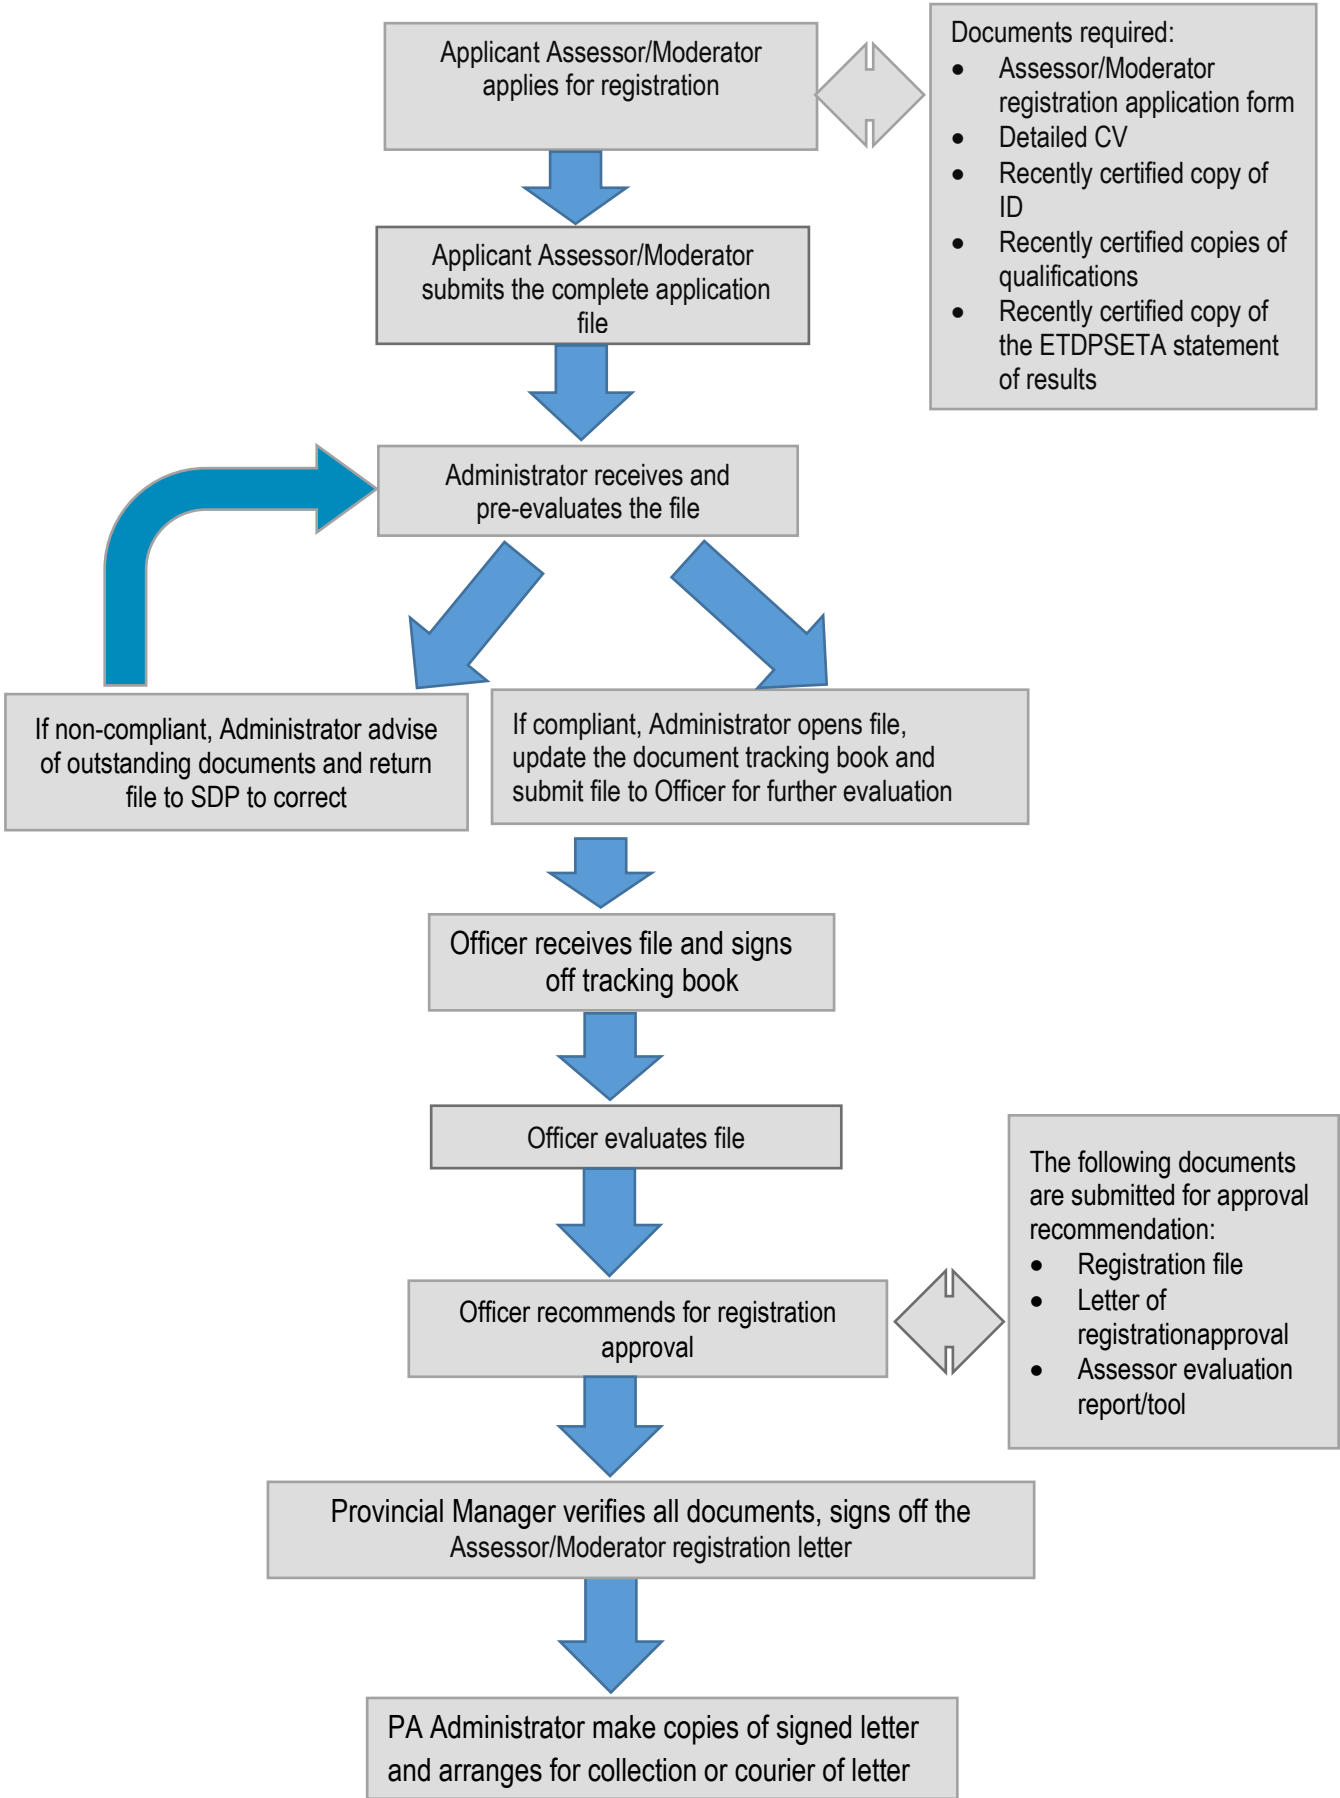 Applicant Assessor/Moderator
applies for registration
Documents required:
• Assessor/Moderator
registration application form
• Detailed CV
• Recently certified copy of
ID
• Recently certified copies of
qualifications
• Recently certified copy of
the ETDPSETA statement
of results
Applicant Assessor/Moderator
submits the complete application
file
Administrator receives and
pre-evaluates the file
If non-compliant, Administrator advise
of outstanding documents and return
file to SDP to correct
If compliant, Administrator opens file,
update the document tracking book and
submit file to Officer for further evaluation
Officer receives file and signs
off tracking book
Officer evaluates file
Officer recommends for registration
approval
The following documents
are submitted for approval
recommendation:
• Registration file
• Letter of
registrationapproval
• Assessor evaluation
report/tool
Provincial Manager verifies all documents, signs off the
Assessor/Moderator registration letter
PA Administrator make copies of signed letter
and arranges for collection or courier of letter